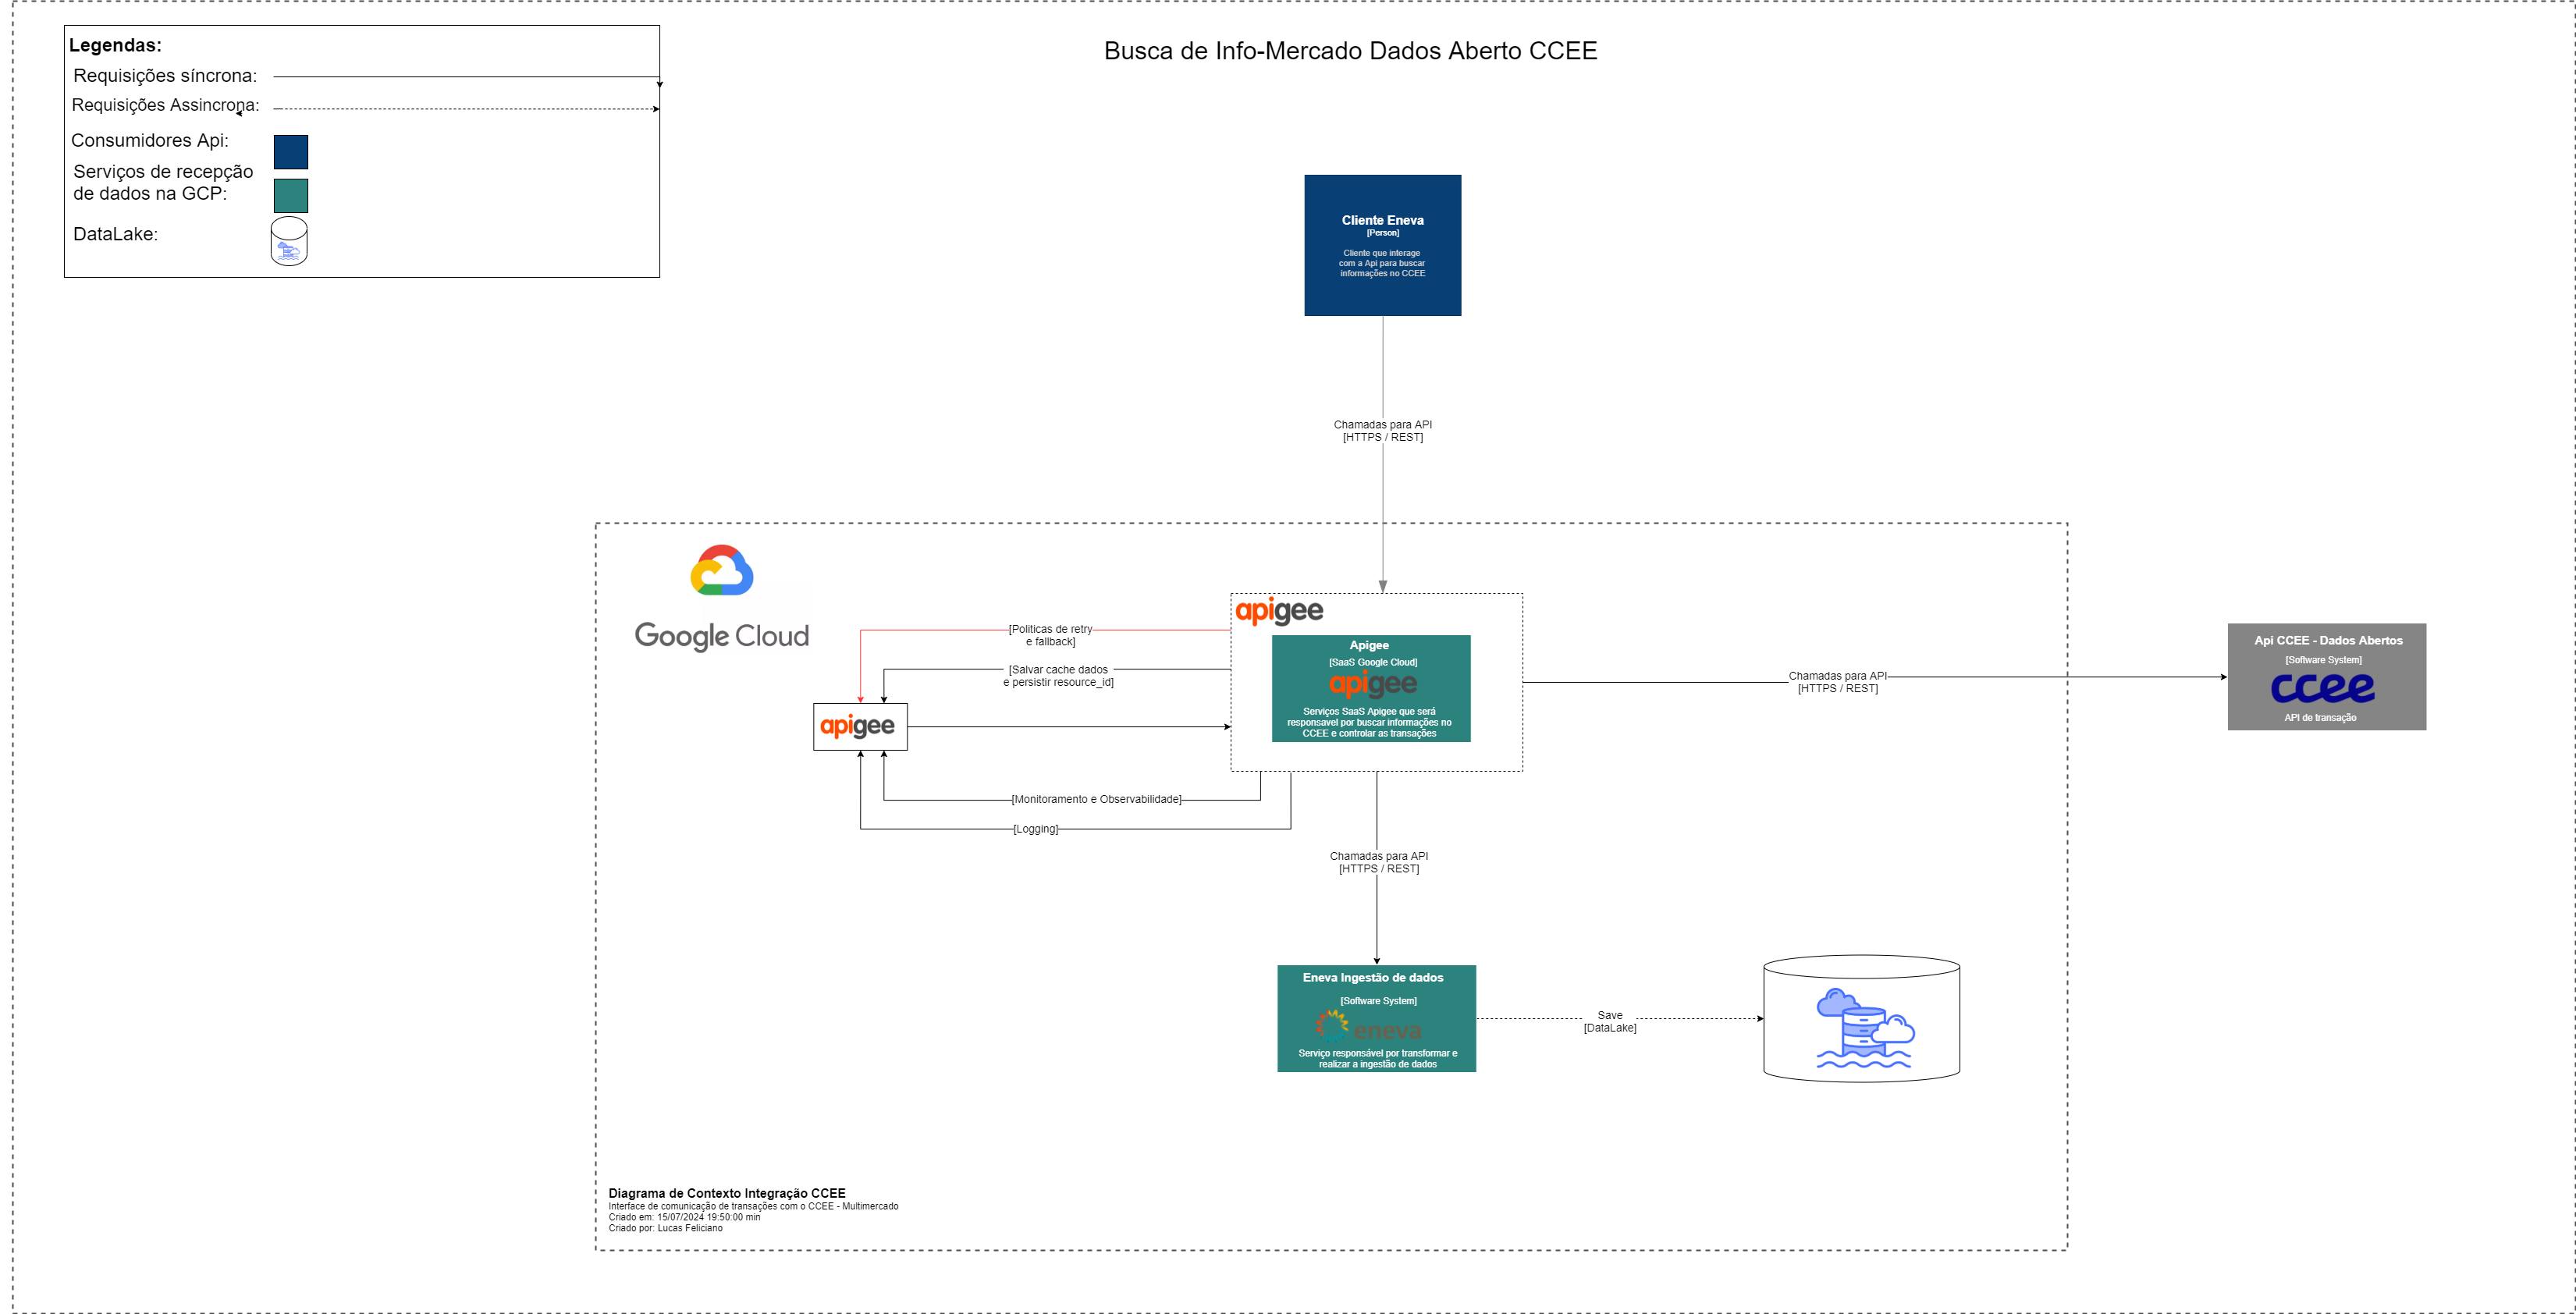 Busca de Info-Mercado Dados Aberto CCEE
Legendas:
Requisições síncrona:
Requisições Assincrona:
Consumidores Api:
Serviços de recepção
de dados na GCP:
DataLake:
Cliente Eneva
[Person]
Cliente que interage
com a Api para buscar
informações no CCEE
Chamadas para API
[HTTPS / REST]
Google Cloud
apigee
Apigee
[SaaS Google Cloud]
apigee
Serviços SaaS Apigee que será
responsavel por buscar informações no
CCEE e controlar as transações
[Politicas de retry
e fallback]
[Salvar cache dados
e persistir resource_id]
apigee
[Monitoramento e Observabilidade]
[Logging]
Chamadas para API
[HTTPS / REST]
Api CCEE - Dados Abertos
[Software System]
ccee
API de transação
Chamadas para API
[HTTPS / REST]
Eneva Ingestão de dados
[Software System]
eneva
Serviço responsável por transformar e
realizar a ingestão de dados
Save
[DataLake]
Diagrama de Contexto Integração CCEE
Interface de comunicação de transações com o CCEE - Multimercado
Criado em: 15/07/2024 19:50:00 min
Criado por: Lucas Feliciano